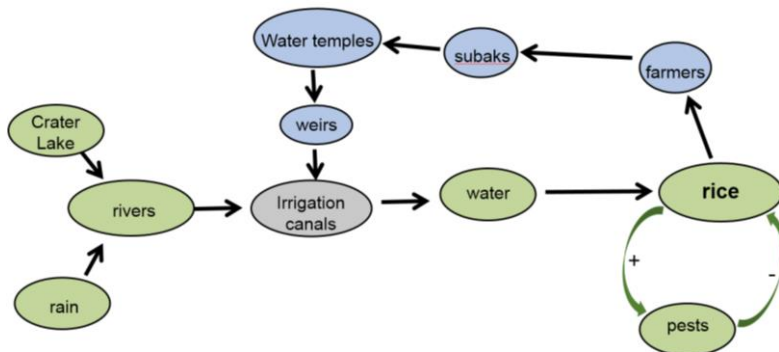 Water temples
subaks
farmers
Crater
Lake
weirs
rivers
Irrigation
canals
water
rice
rain
+
-
pests